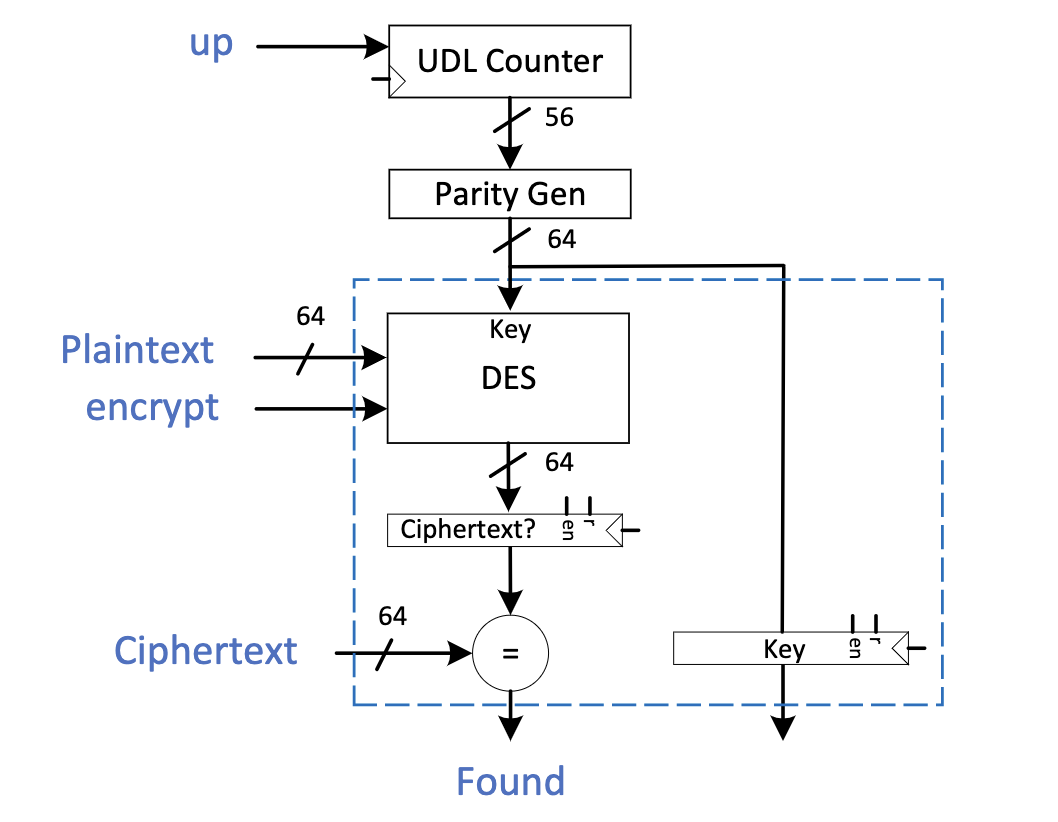 up
UDL Counter
56
Parity Gen
64
64
Key
Plaintext
DES
encrypt
64
Ciphertext? en r
64
Ciphertext
=
Key en r
Found